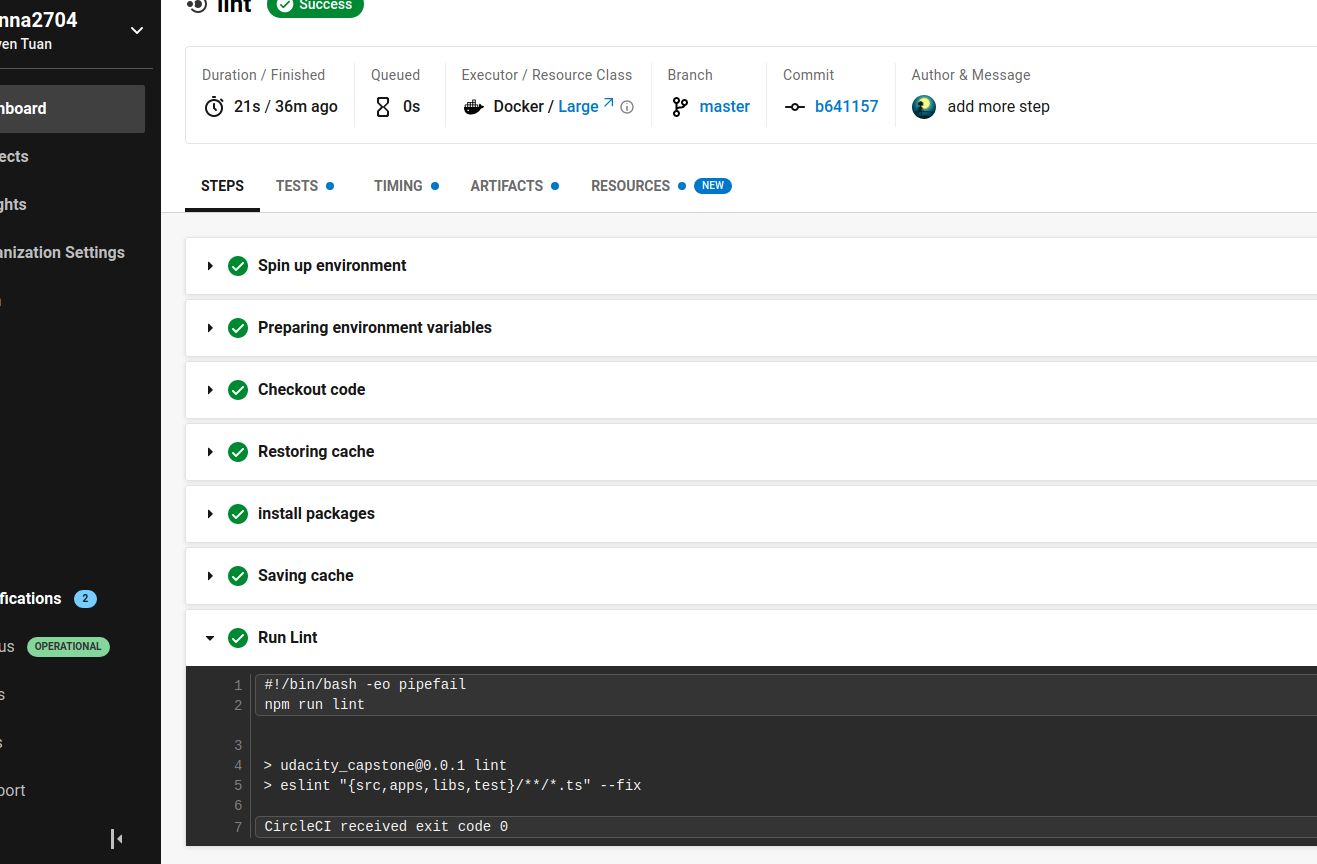 lint Success
nna2704
en Tuan
hboard
ects
ghts
anization Settings
fications 2
us OPERATIONAL
s
s
port
Duration / Finished
21s / 36m ago
Queued
0s
Executor / Resource Class
Docker / Large
Branch
master
Commit
b641157
Author & Message
add more step
STEPS TESTS TIMING ARTIFACTS RESOURCES NEW
Spin up environment
Preparing environment variables
Checkout code
Restoring cache
install packages
Saving cache
Run Lint
1 #!/bin/bash -eo pipefail
2 npm run lint
3
4 > udacity_capstone@0.0.1 lint
5 > eslint "{src,apps,libs,test}/**/*.ts" --fix
6
7 CircleCI received exit code 0